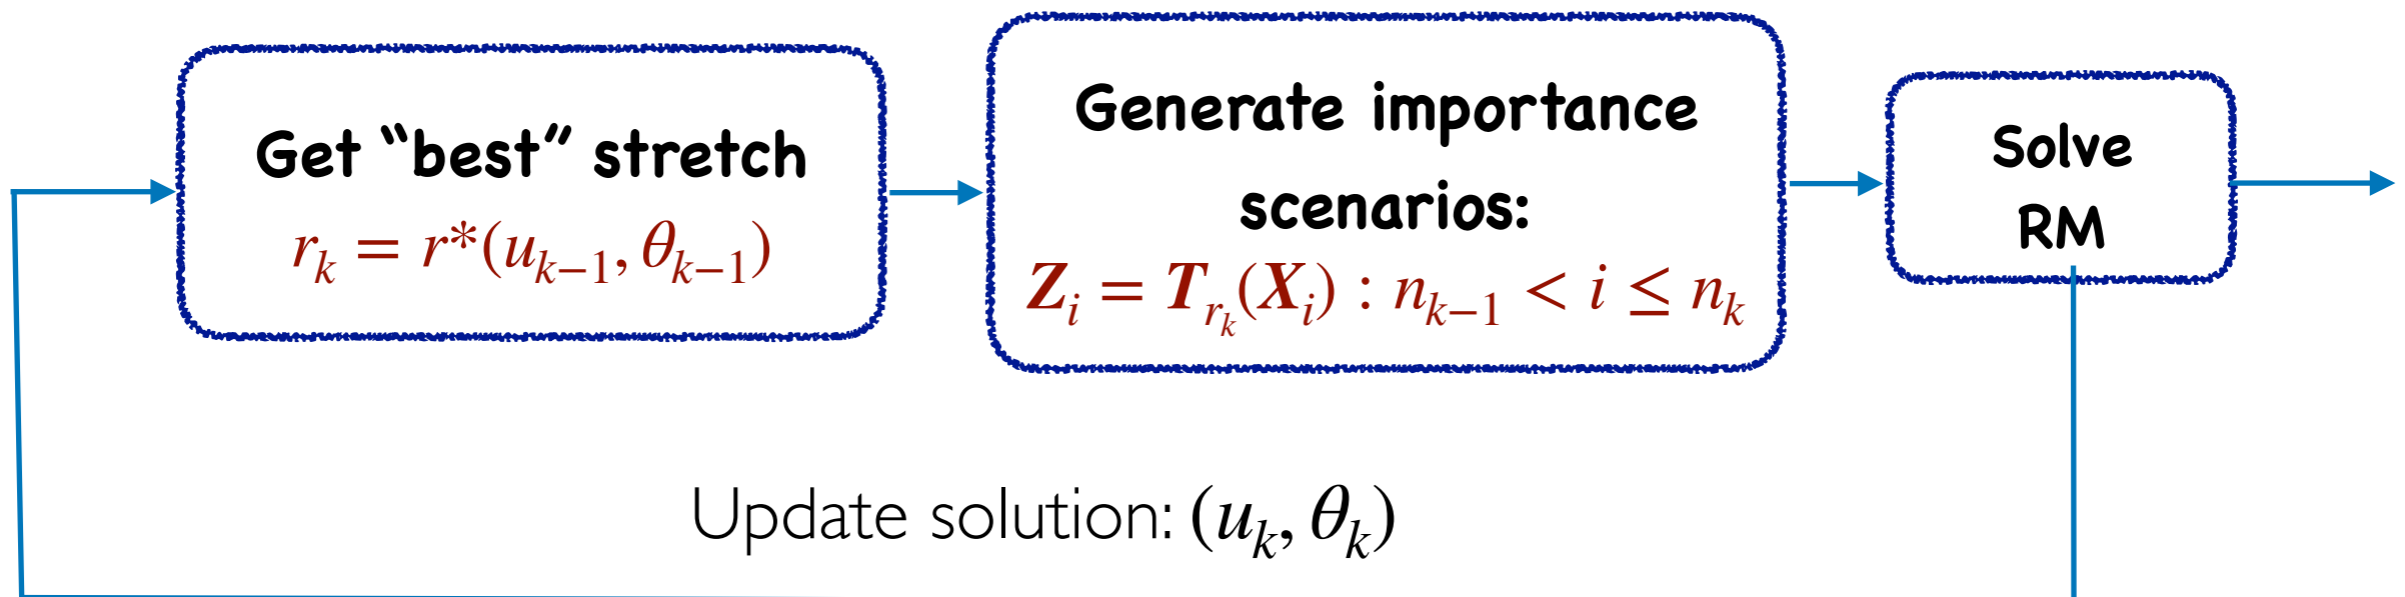 Get “best” stretch
r_k = r*(u_{k−1}, θ_{k−1})
Generate importance
scenarios:
Z_i = T_{r_k}(X_i) : n_{k−1} < i ≤ n_k
Solve
RM
Update solution: (u_k, θ_k)